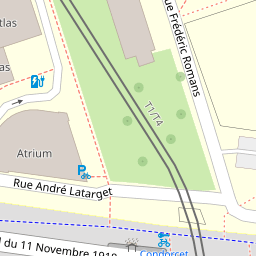 tlas
ue Frédéric Romans
as
T1/T4
Atrium
Rue André Latarget
Condorcet
l du 11 Novembre 1918